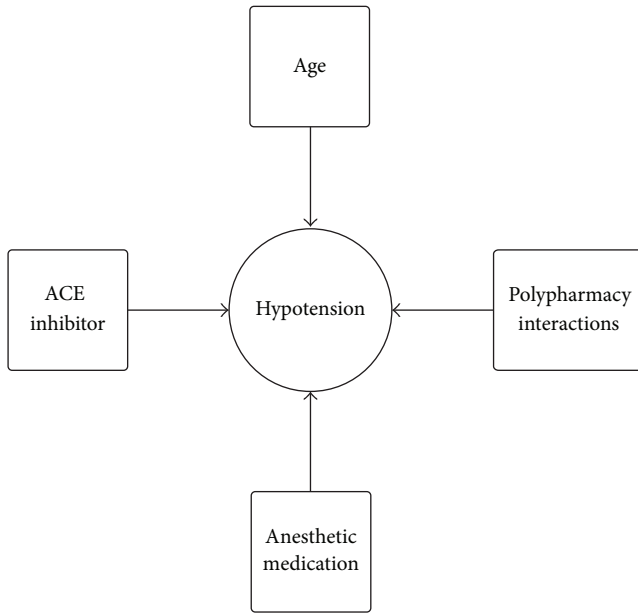 Age
ACE
inhibitor
Hypotension
Polypharmacy
interactions
Anesthetic
medication